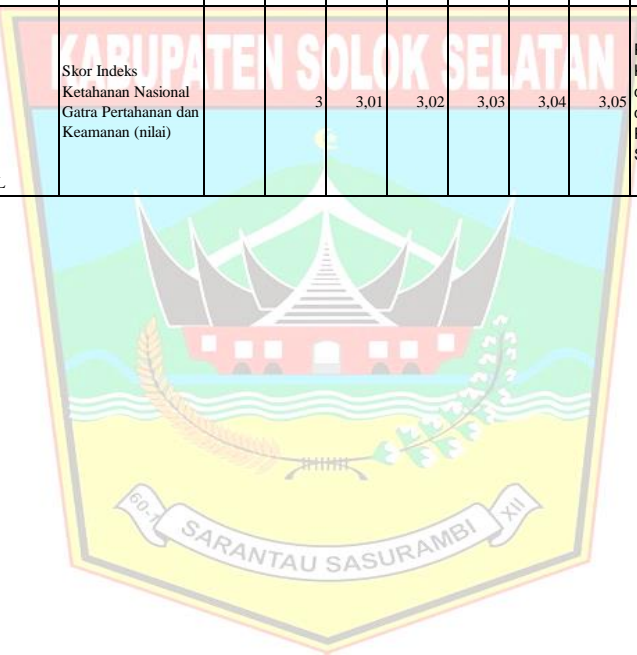 KABUPATEN SOLOK SELATAN
Skor Indeks
Ketahanan Nasional
Gatra Pertahanan dan
Keamanan (nilai)
3 3,01 3,02 3,03 3,04 3,05
L
SARANTAU SASURAMBI
XII